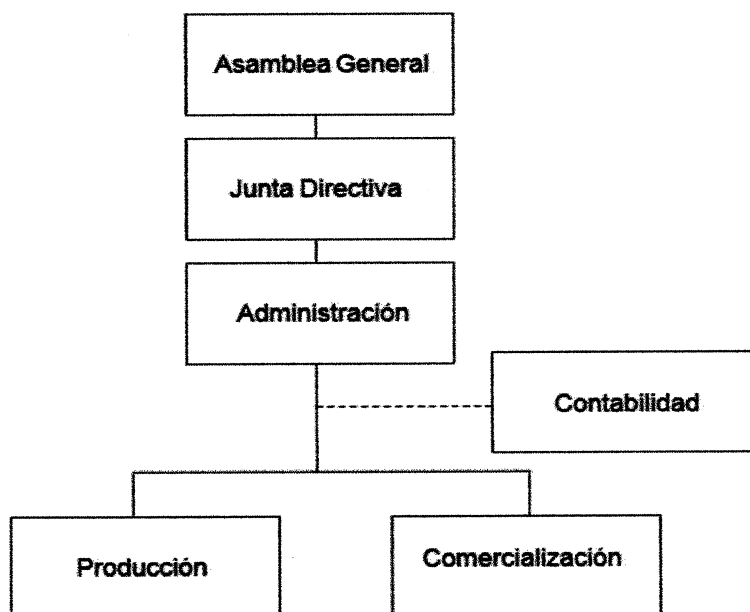 Asamblea General
Junta Directiva
Administración
Contabilidad
Producción
Comercialización